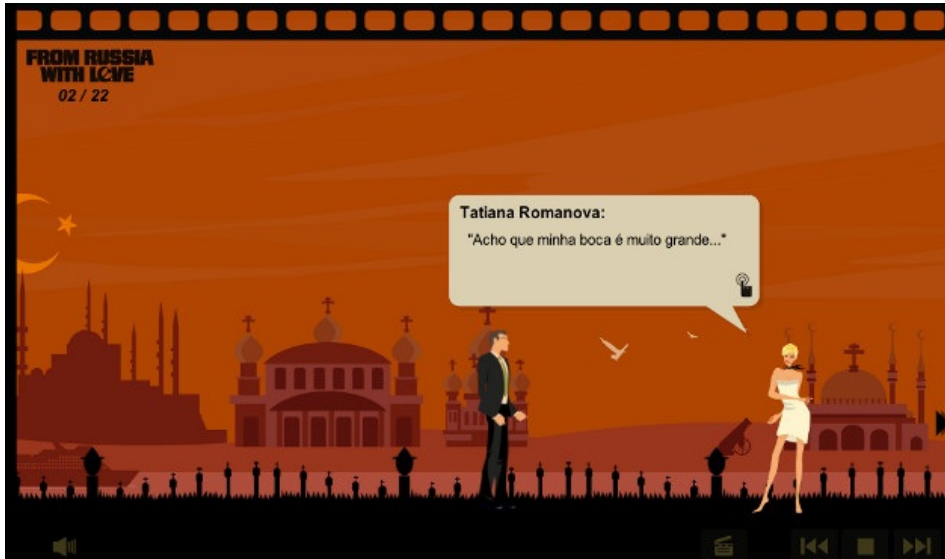 FROM RUSSIA
WITH LOVE
02 / 22
Tatiana Romanova:
"Acho que minha boca é muito grande..."